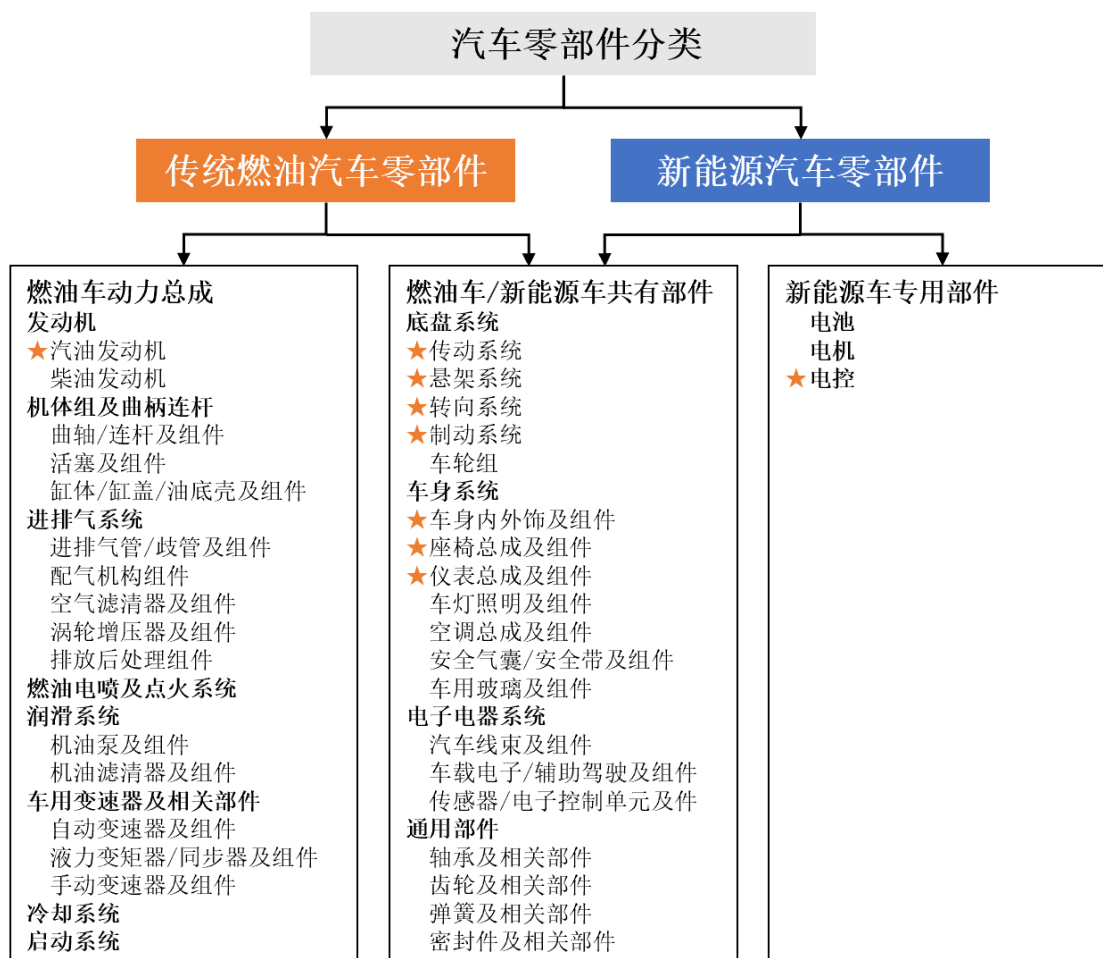 汽车零部件分类
传统燃油汽车零部件
新能源汽车零部件
燃油车动力总成
发动机
★汽油发动机
柴油发动机
机体组及曲柄连杆
曲轴/连杆及组件
活塞及组件
缸体/缸盖/油底壳及组件
进排气系统
进排气管/歧管及组件
配气机构组件
空气滤清器及组件
涡轮增压器及组件
排放后处理组件
燃油电喷及点火系统
润滑系统
机油泵及组件
机油滤清器及组件
车用变速器及相关部件
自动变速器及组件
液力变矩器/同步器及组件
手动变速器及组件
冷却系统
启动系统
燃油车/新能源车共有部件
底盘系统
★传动系统
★悬架系统
★转向系统
★制动系统
车轮组
车身系统
★车身内外饰及组件
★座椅总成及组件
★仪表总成及组件
车灯照明及组件
空调总成及组件
安全气囊/安全带及组件
车用玻璃及组件
电子电器系统
汽车线束及组件
车载电子/辅助驾驶及组件
传感器/电子控制单元及件
通用部件
轴承及相关部件
齿轮及相关部件
弹簧及相关部件
密封件及相关部件
新能源车专用部件
电池
电机
★电控